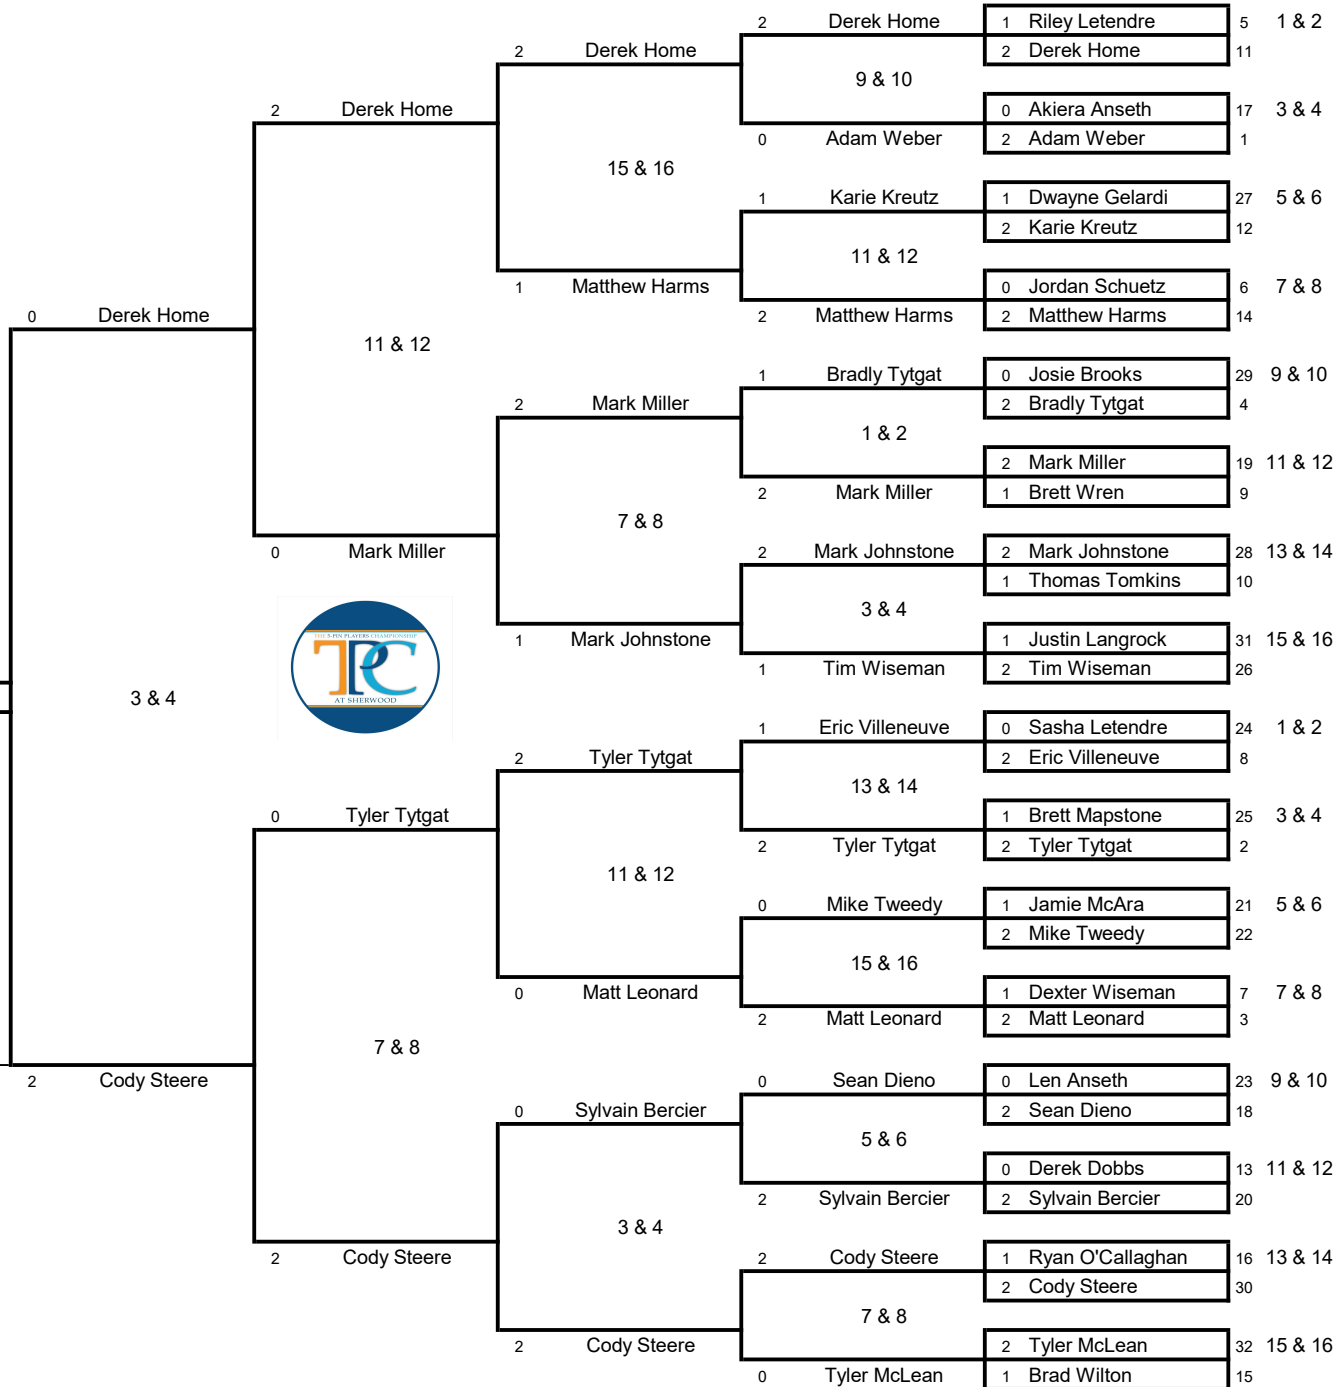 2 Derek Home 1 Riley Letendre 5 1 & 2
2 Derek Home 2 Derek Home 11
9 & 10
2 Derek Home 0 Akiera Anseth 17 3 & 4
0 Adam Weber 2 Adam Weber 1
15 & 16
1 Karie Kreutz 1 Dwayne Gelardi 27 5 & 6
2 Karie Kreutz 12
11 & 12
1 Matthew Harms 0 Jordan Schuetz 6 7 & 8
0 Derek Home 2 Matthew Harms 2 Matthew Harms 14
11 & 12
1 Bradly Tytgat 0 Josie Brooks 29 9 & 10
2 Mark Miller 2 Bradly Tytgat 4
1 & 2
2 Mark Miller 19 11 & 12
2 Mark Miller 1 Brett Wren 9
7 & 8
0 Mark Miller 2 Mark Johnstone 2 Mark Johnstone 28 13 & 14
1 Thomas Tomkins 10
3 & 4
THE 5-PIN PLAYERS CHAMPIONSHIP
1 Mark Johnstone 1 Justin Langrock 31 15 & 16
TPC
1 Tim Wiseman 2 Tim Wiseman 26
AT SHERWOOD
3 & 4
1 Eric Villeneuve 0 Sasha Letendre 24 1 & 2
2 Tyler Tytgat 2 Eric Villeneuve 8
13 & 14
0 Tyler Tytgat 1 Brett Mapstone 25 3 & 4
2 Tyler Tytgat 2 Tyler Tytgat 2
11 & 12
0 Mike Tweedy 1 Jamie McAra 21 5 & 6
2 Mike Tweedy 22
15 & 16
0 Matt Leonard 1 Dexter Wiseman 7 7 & 8
2 Matt Leonard 2 Matt Leonard 3
7 & 8
2 Cody Steere 0 Sean Dieno 0 Len Anseth 23 9 & 10
0 Sylvain Bercier 2 Sean Dieno 18
5 & 6
0 Derek Dobbs 13 11 & 12
2 Sylvain Bercier 2 Sylvain Bercier 20
3 & 4
2 Cody Steere 2 Cody Steere 1 Ryan O'Callaghan 16 13 & 14
2 Cody Steere 30
7 & 8
2 Cody Steere 2 Tyler McLean 32 15 & 16
0 Tyler McLean 1 Brad Wilton 15